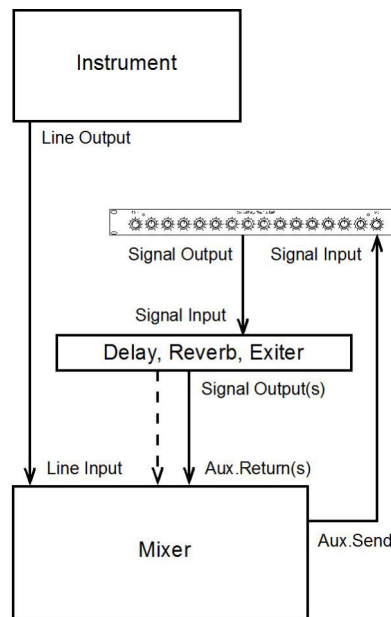 Instrument
Line Output
Signal Output
Signal Input
Signal Input
Delay, Reverb, Exiter
Signal Output(s)
Line Input
Aux.Return(s)
Mixer
Aux.Send